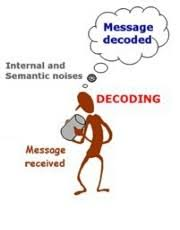 Message
decoded
Internal and
Semantic noises
DECODING
Message
received